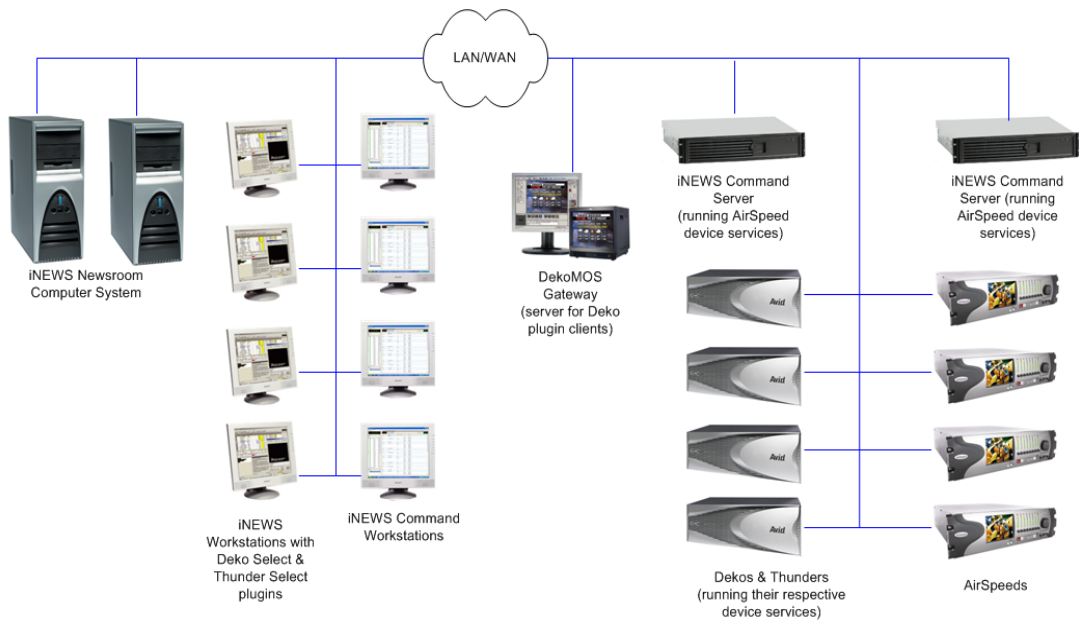 LAN/WAN
iNEWS Newsroom
Computer System
iNEWS
Workstations with
Deko Select &
Thunder Select
plugins
iNEWS Command
Workstations
DekoMOS
Gateway
(server for Deko
plugin clients)
iNEWS Command
Server
(running AirSpeed
device services)
iNEWS Command
Server (running
AirSpeed device
services)
Avid
Avid
Avid
Avid
Dekos & Thunders
(running their respective
device services)
AirSpeeds